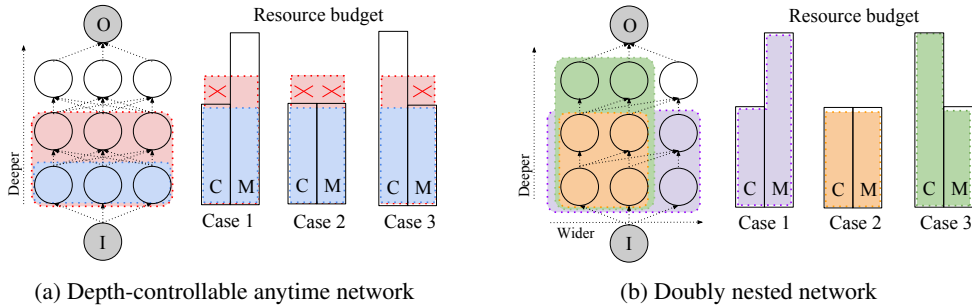 O
Resource budget
Deeper
C M
C M
C M
I
Case 1
Case 2
Case 3
(a) Depth-controllable anytime network
O
Resource budget
Deeper
C M
C M
C M
Wider
I
Case 1
Case 2
Case 3
(b) Doubly nested network